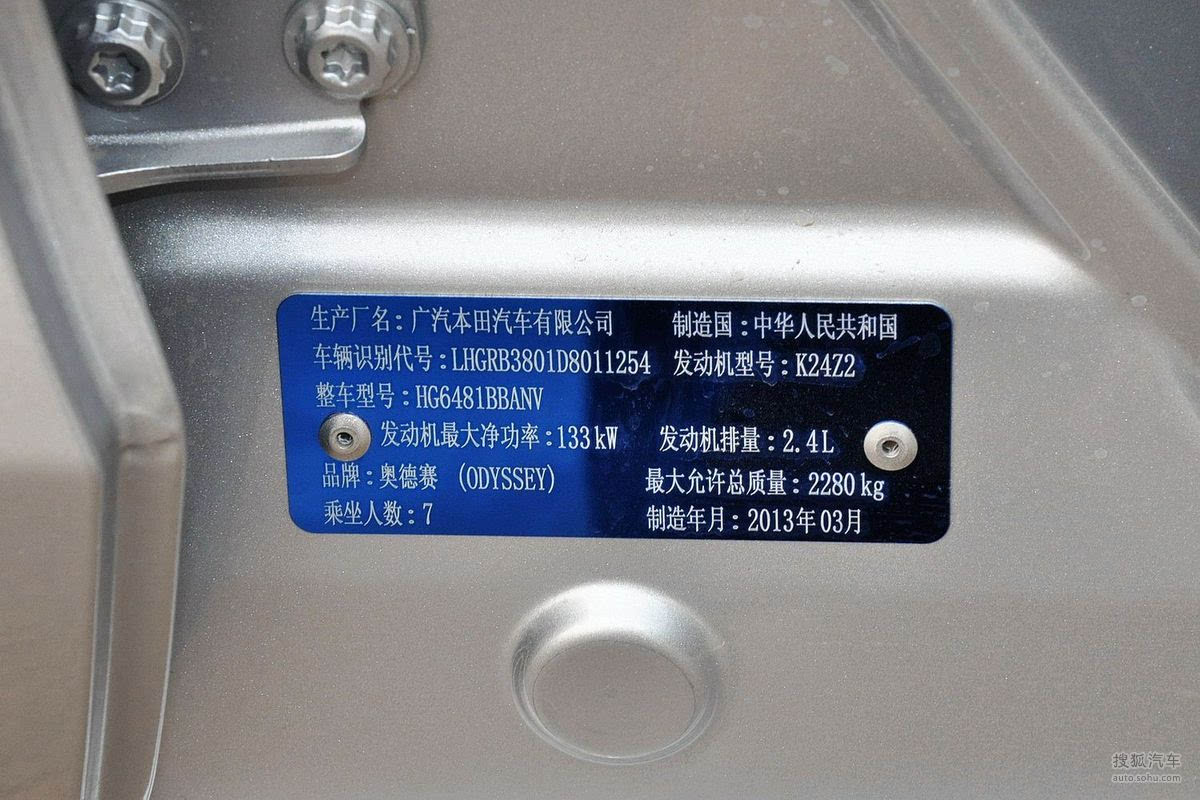 生产厂名：广汽本田汽车有限公司 制造国：中华人民共和国
车辆识别代号：LHGRB3801D8011254 发动机型号：K24Z2
整车型号：HG6481BBANV
发动机最大净功率：133kW 发动机排量：2.4L
品牌：奥德赛 (ODYSSEY) 最大允许总质量：2280kg
乘坐人数：7 制造年月：2013年03月
搜狐汽车
auto.sohu.com